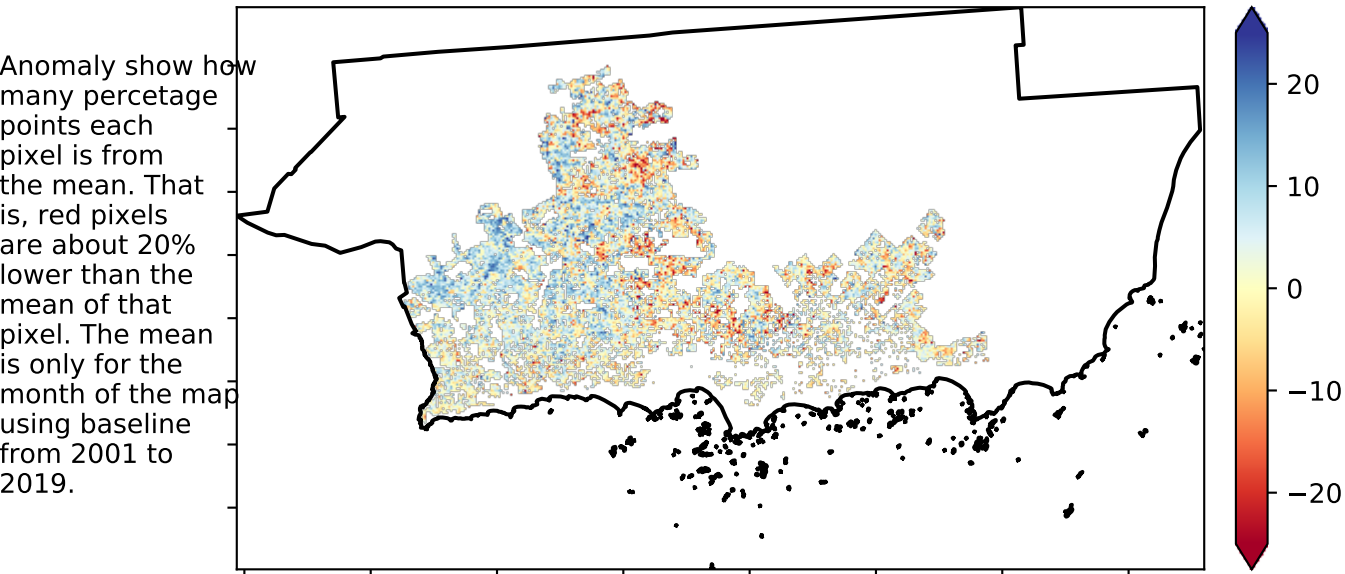 Anomaly show how
many percetage
points each
pixel is from
the mean. That
is, red pixels
are about 20%
lower than the
mean of that
pixel. The mean
is only for the
month of the map
using baseline
from 2001 to
2019.
20
10
0
−10
−20